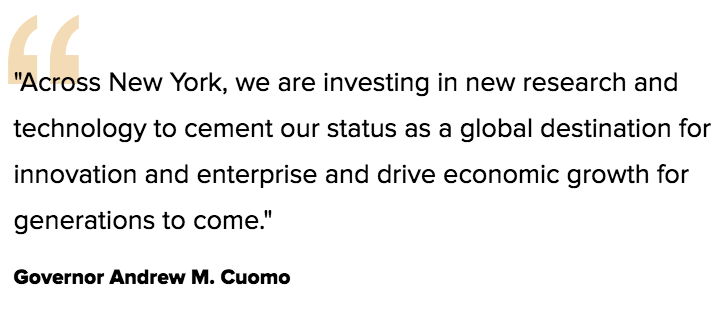 "Across New York, we are investing in new research and
technology to cement our status as a global destination for
innovation and enterprise and drive economic growth for
generations to come."
Governor Andrew M. Cuomo